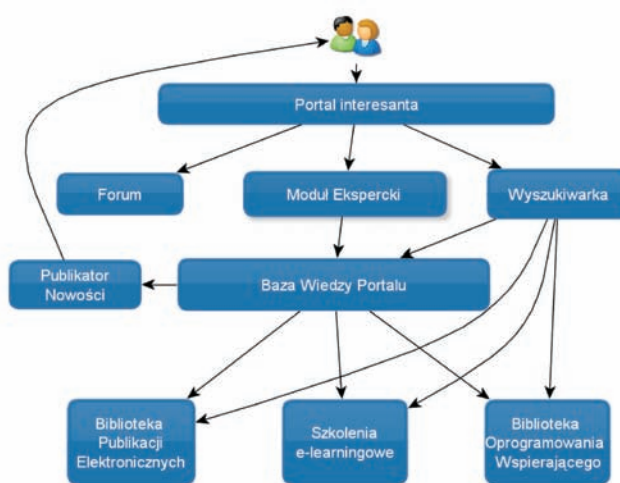 Portal interesanta
Forum
Moduł Ekspercki
Wyszukiwarka
Publikator
Nowości
Baza Wiedzy Portalu
Biblioteka
Publikacji
Elektronicznych
Szkolenia
e-learningowe
Biblioteka
Oprogramowania
Wspierającego